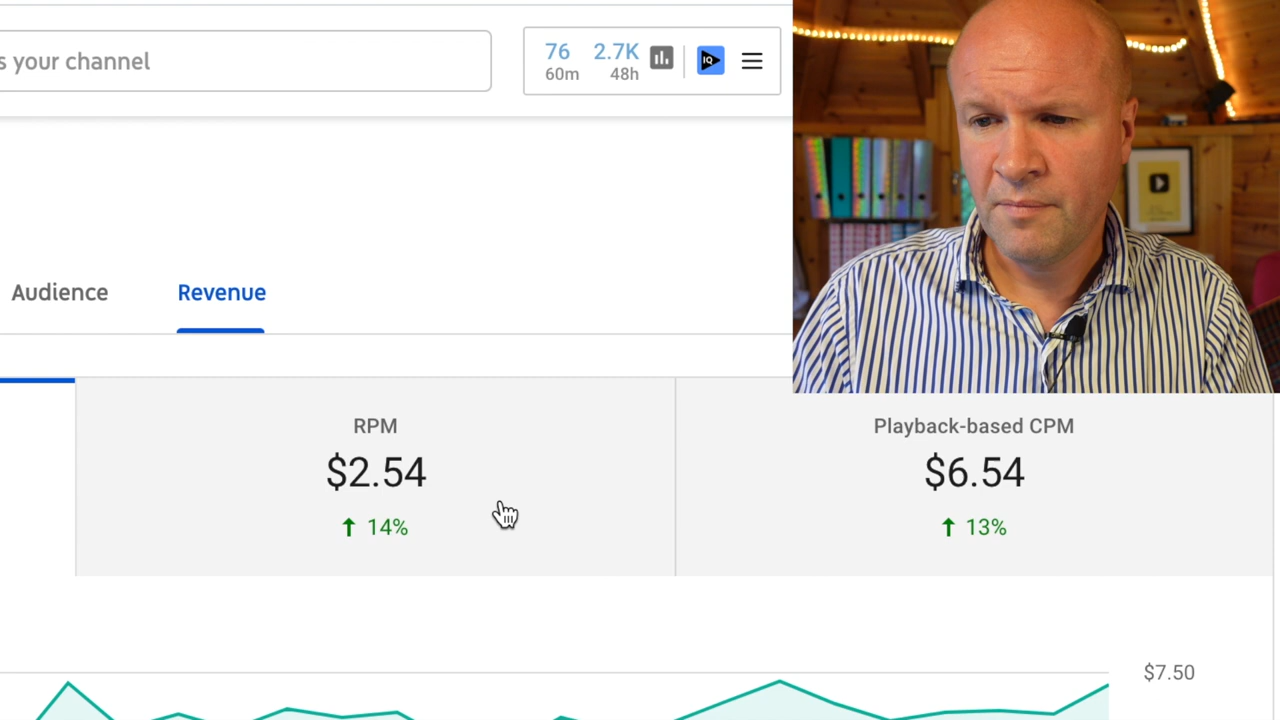 s your channel
76 2.7K
60m 48h
IQ
Audience Revenue
RPM Playback-based CPM
$2.54 $6.54
↑ 14% ↑ 13%
$7.50